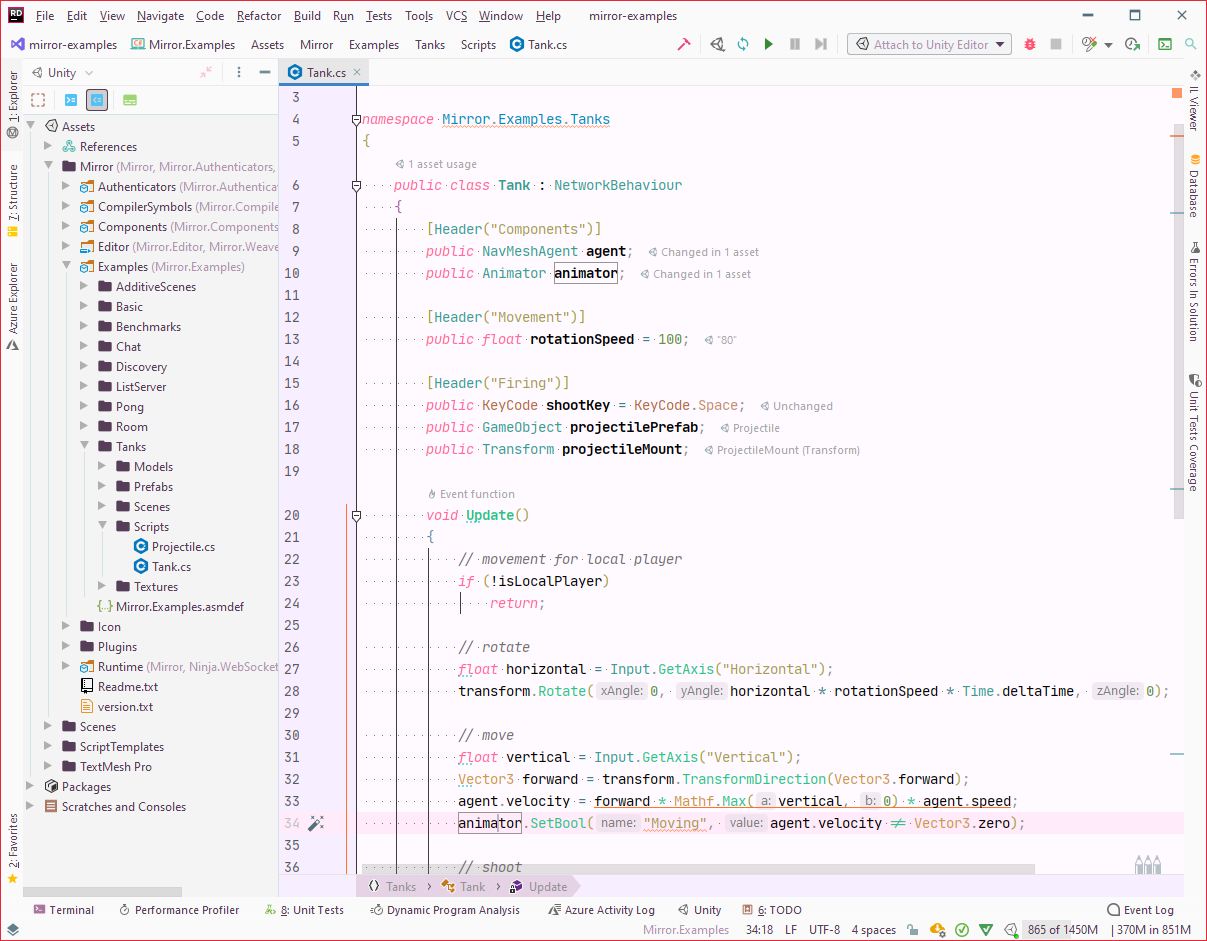 RD File Edit View Navigate Code Refactor Build Run Tests Tools VCS Window Help mirror-examples
mirror-examples Mirror.Examples Assets Mirror Examples Tanks Scripts Tank.cs Attach to Unity Editor
Unity
Tank.cs
1: Explorer
7: Structure
Azure Explorer
2: Favorites
Assets
References
Mirror (Mirror, Mirror.Authenticators,
Authenticators (Mirror.Authentica
CompilerSymbols (Mirror.Compile
Components (Mirror.Components
Editor (Mirror.Editor, Mirror.Weave
Examples (Mirror.Examples)
AdditiveScenes
Basic
Benchmarks
Chat
Discovery
ListServer
Pong
Room
Tanks
Models
Prefabs
Scenes
Scripts
Projectile.cs
Tank.cs
Textures
Mirror.Examples.asmdef
Icon
Plugins
Runtime (Mirror, Ninja.WebSocket
Readme.txt
version.txt
Scenes
ScriptTemplates
TextMesh Pro
Packages
Scratches and Consoles
3
4 namespace Mirror.Examples.Tanks
5 {
1 asset usage
6 public class Tank : NetworkBehaviour
7 {
8 [Header("Components")]
9 public NavMeshAgent agent; Changed in 1 asset
10 public Animator animator; Changed in 1 asset
11
12 [Header("Movement")]
13 public float rotationSpeed = 100; "80"
14
15 [Header("Firing")]
16 public KeyCode shootKey = KeyCode.Space; Unchanged
17 public GameObject projectilePrefab; Projectile
18 public Transform projectileMount; ProjectileMount (Transform)
19
Event function
20 void Update()
21 {
22 // movement for local player
23 if (!isLocalPlayer)
24 return;
25
26 // rotate
27 float horizontal = Input.GetAxis("Horizontal");
28 transform.Rotate( xAngle: 0, yAngle: horizontal * rotationSpeed * Time.deltaTime, zAngle: 0);
29
30 // move
31 float vertical = Input.GetAxis("Vertical");
32 Vector3 forward = transform.TransformDirection(Vector3.forward);
33 agent.velocity = forward * Mathf.Max( a: vertical, b: 0) * agent.speed;
34 animator.SetBool( name: "Moving", value: agent.velocity ≠ Vector3.zero);
35
36 // shoot
Tanks Tank Update
IL Viewer
Database
Errors In Solution
Unit Tests Coverage
Terminal Performance Profiler 8: Unit Tests Dynamic Program Analysis Azure Activity Log Unity 6: TODO Event Log
Mirror.Examples 34:18 LF UTF-8 4 spaces 865 of 1450M 370M in 851M